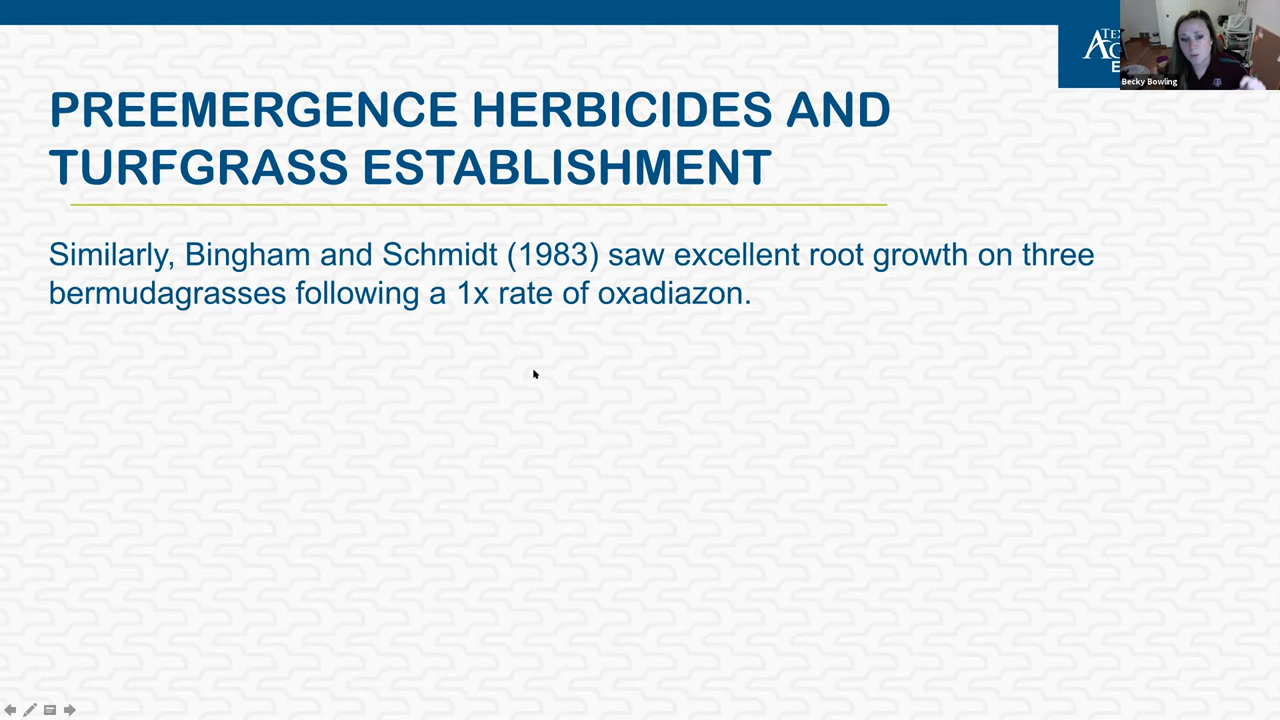 PREEMERGENCE HERBICIDES AND
TURFGRASS ESTABLISHMENT
Similarly, Bingham and Schmidt (1983) saw excellent root growth on three
bermudagrasses following a 1x rate of oxadiazon.
Becky Bowling